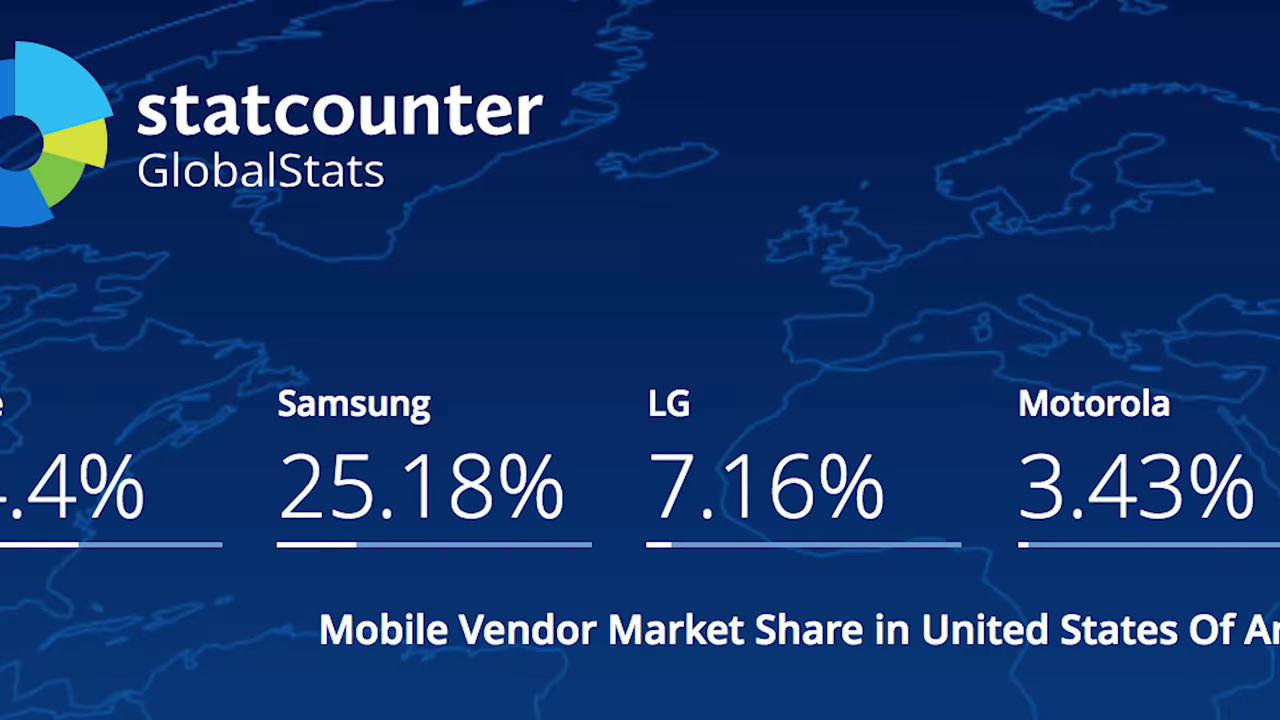 statcounter
GlobalStats
Samsung
LG
Motorola
.4%
25.18%
7.16%
3.43%
Mobile Vendor Market Share in United States Of